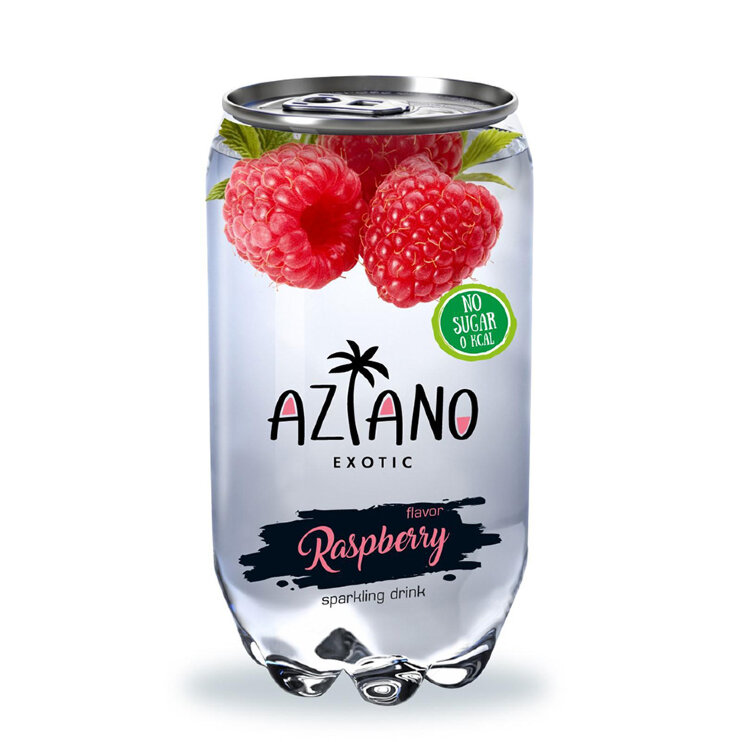 NO
SUGAR
0 KCAL
AZIANO
EXOTIC
flavor
Raspberry
sparkling drink